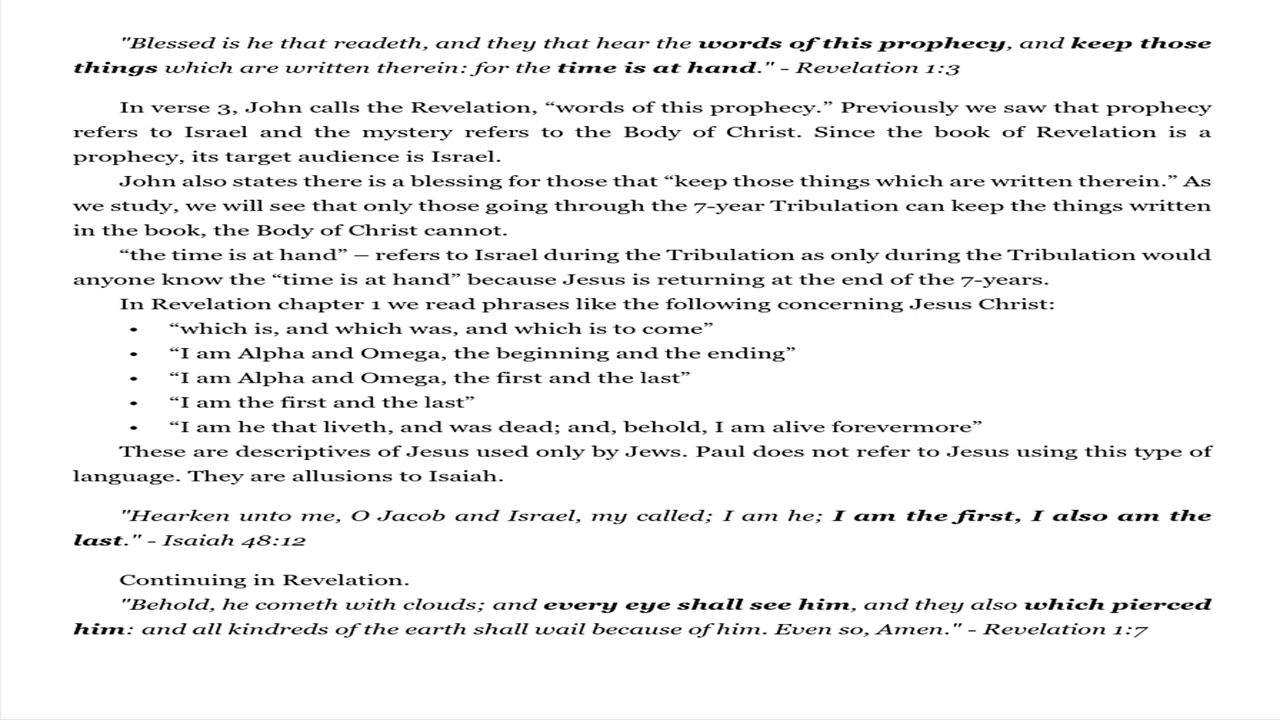 "Blessed is he that readeth, and they that hear the words of this prophecy, and keep those
things which are written therein: for the time is at hand." - Revelation 1:3
In verse 3, John calls the Revelation, “words of this prophecy.” Previously we saw that prophecy
refers to Israel and the mystery refers to the Body of Christ. Since the book of Revelation is a
prophecy, its target audience is Israel.
John also states there is a blessing for those that “keep those things which are written therein.” As
we study, we will see that only those going through the 7-year Tribulation can keep the things written
in the book, the Body of Christ cannot.
“the time is at hand” – refers to Israel during the Tribulation as only during the Tribulation would
anyone know the “time is at hand” because Jesus is returning at the end of the 7-years.
In Revelation chapter 1 we read phrases like the following concerning Jesus Christ:
• “which is, and which was, and which is to come”
• “I am Alpha and Omega, the beginning and the ending”
• “I am Alpha and Omega, the first and the last”
• “I am the first and the last”
• “I am he that liveth, and was dead; and, behold, I am alive forevermore”
These are descriptives of Jesus used only by Jews. Paul does not refer to Jesus using this type of
language. They are allusions to Isaiah.
"Hearken unto me, O Jacob and Israel, my called; I am he; I am the first, I also am the
last." - Isaiah 48:12
Continuing in Revelation.
"Behold, he cometh with clouds; and every eye shall see him, and they also which pierced
him: and all kindreds of the earth shall wail because of him. Even so, Amen." - Revelation 1:7